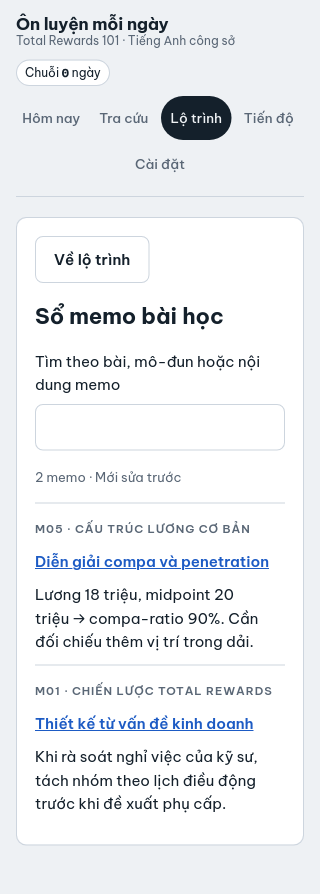 Ôn luyện mỗi ngày
Total Rewards 101 · Tiếng Anh công sở
Chuỗi 0 ngày
Hôm nay Tra cứu Lộ trình Tiến độ
Cài đặt
Về lộ trình
Sổ memo bài học
Tìm theo bài, mô-đun hoặc nội
dung memo
2 memo · Mới sửa trước
M05 · CẤU TRÚC LƯƠNG CƠ BẢN
Diễn giải compa và penetration
Lương 18 triệu, midpoint 20
triệu → compa-ratio 90%. Cần
đối chiếu thêm vị trí trong dải.
M01 · CHIẾN LƯỢC TOTAL REWARDS
Thiết kế từ vấn đề kinh doanh
Khi rà soát nghỉ việc của kỹ sư,
tách nhóm theo lịch điều động
trước khi đề xuất phụ cấp.